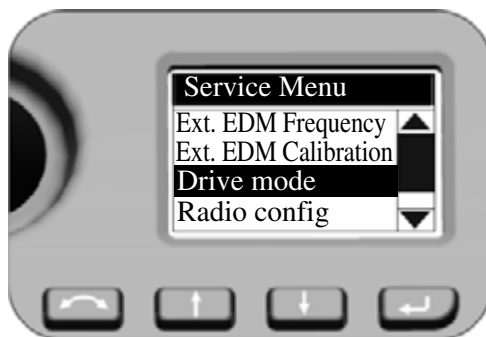 Service Menu
Ext. EDM Frequency
Ext. EDM Calibration
Drive mode
Radio config